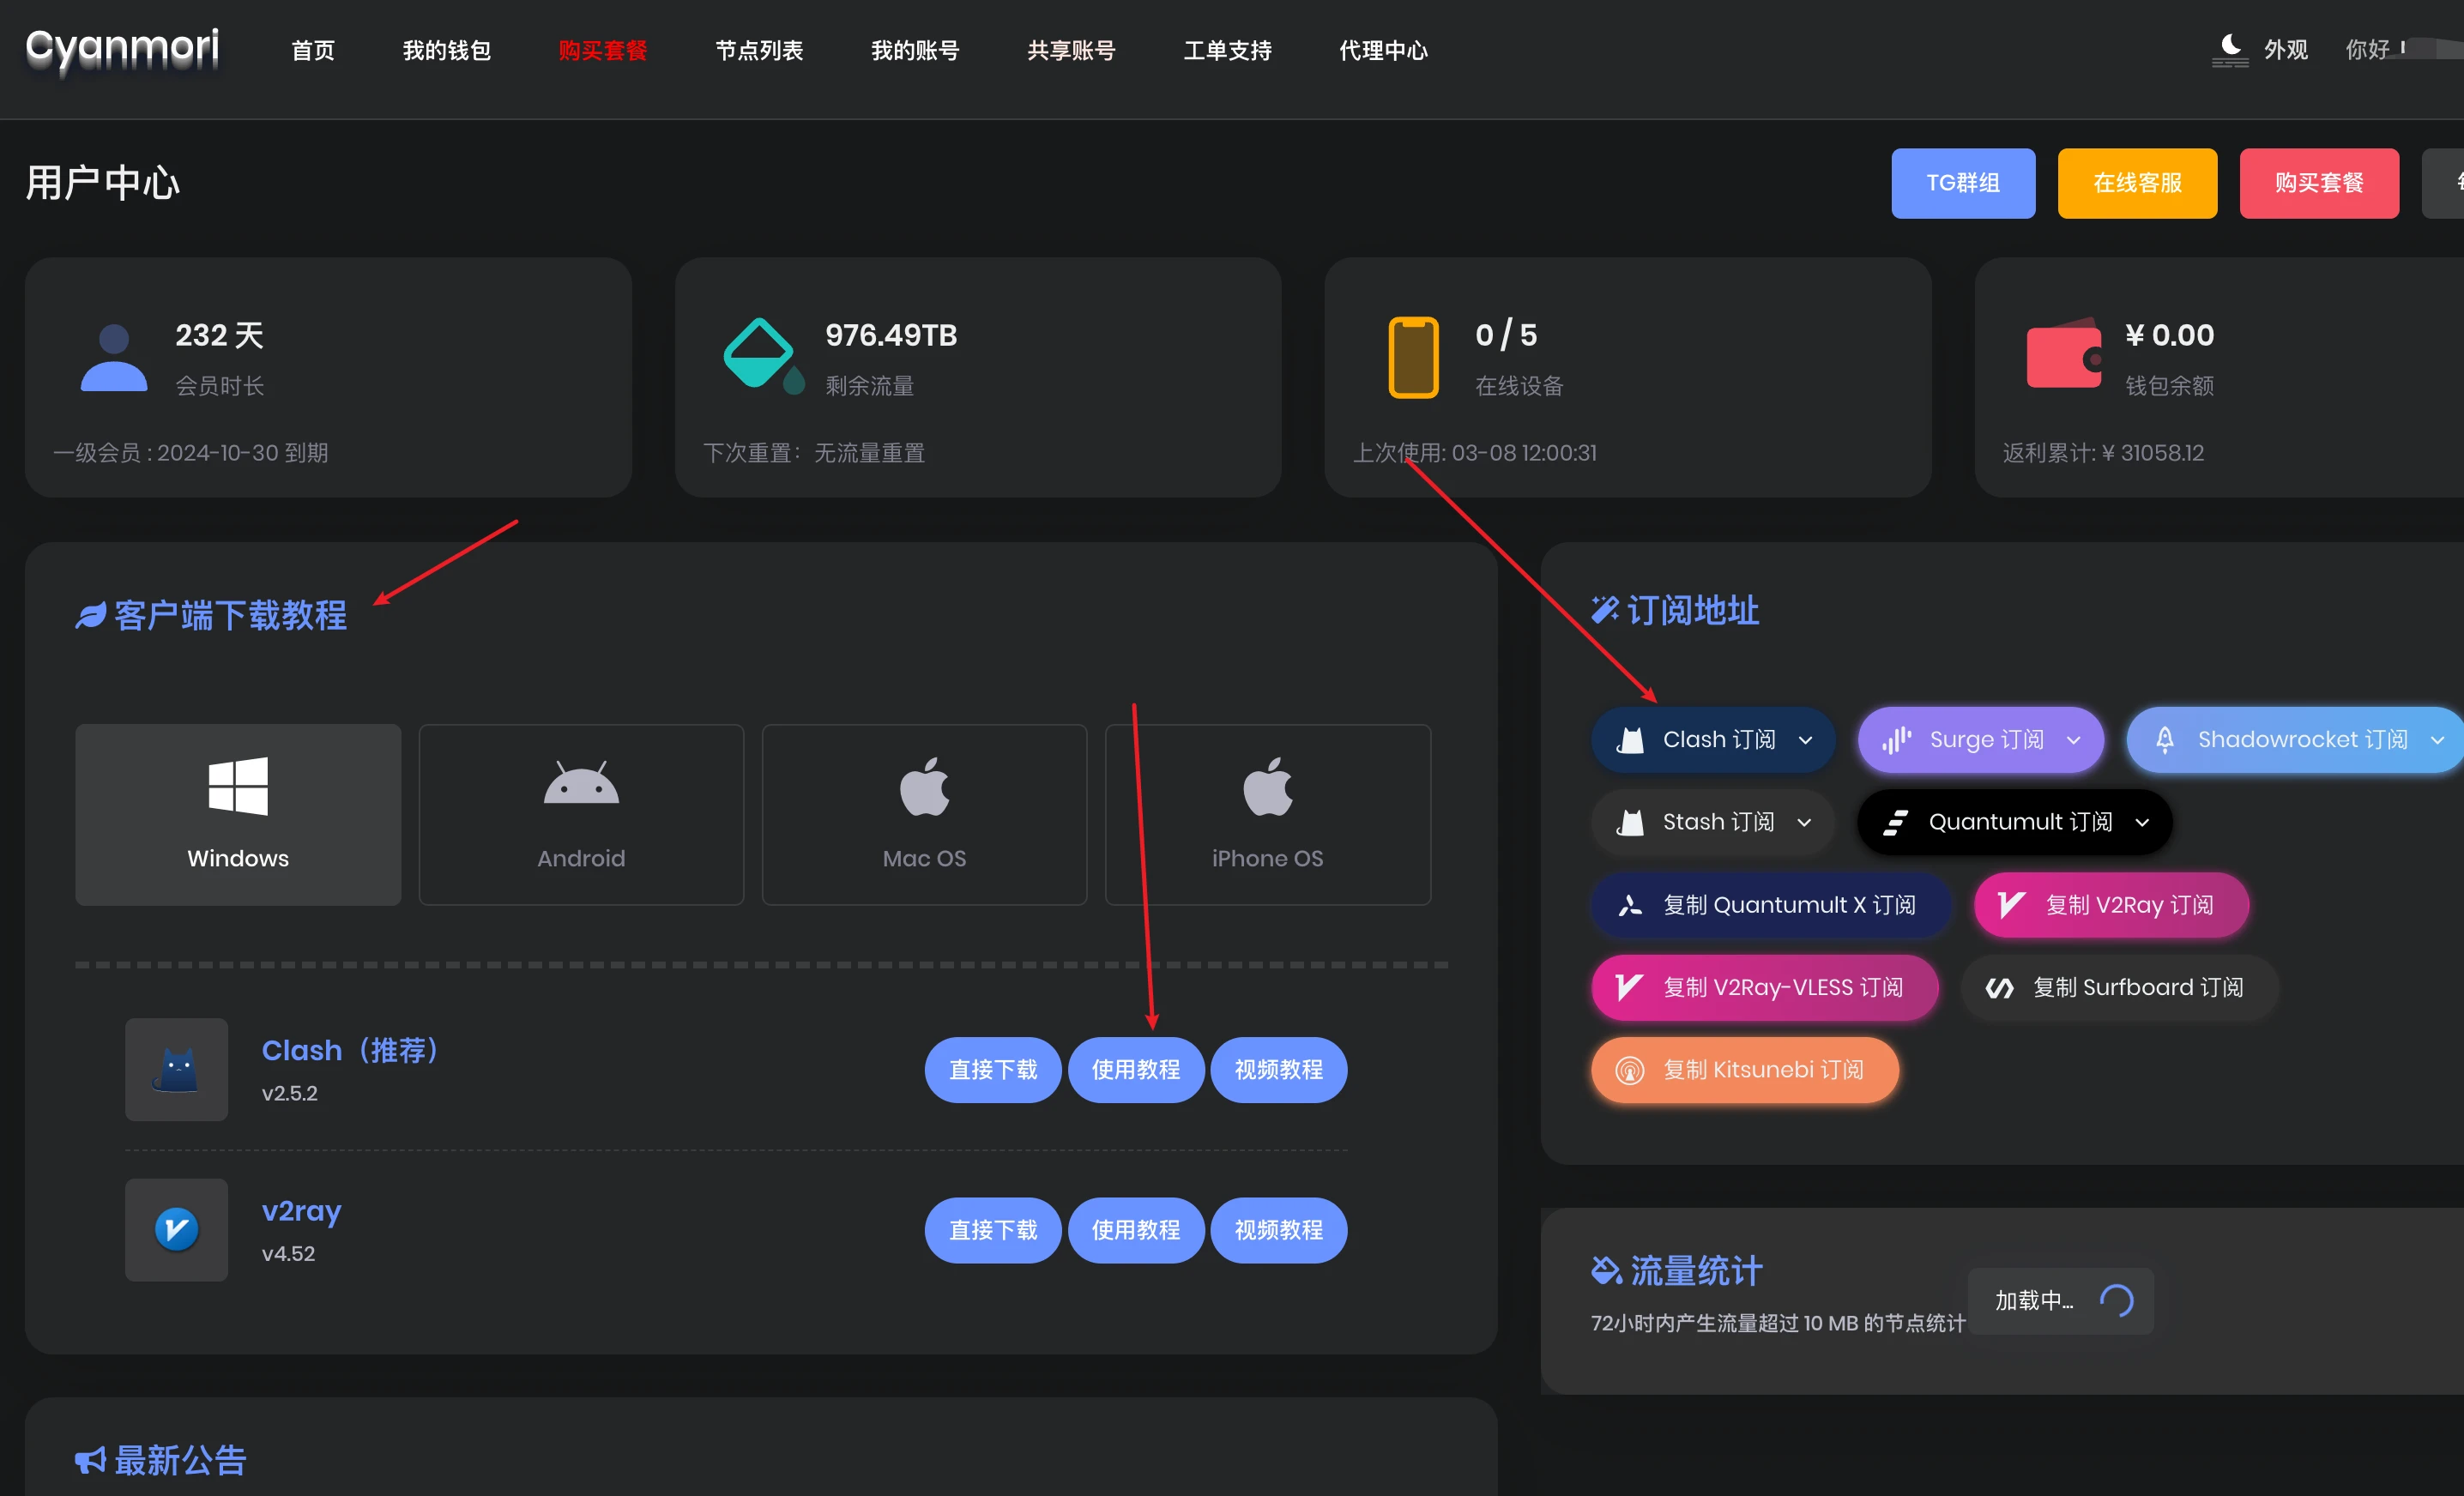 Cyanmori
首页 我的钱包 购买套餐 节点列表 我的账号 共享账号 工单支持 代理中心 外观 你好
用户中心
TG群组 在线客服 购买套餐
232 天
会员时长
一级会员 : 2024-10-30 到期
976.49TB
剩余流量
下次重置：无流量重置
0 / 5
在线设备
上次使用: 03-08 12:00:31
¥ 0.00
钱包余额
返利累计: ¥ 31058.12
客户端下载教程
Windows Android Mac OS iPhone OS
Clash（推荐）
v2.5.2
直接下载 使用教程 视频教程
v2ray
v4.52
直接下载 使用教程 视频教程
最新公告
订阅地址
Clash 订阅 Surge 订阅 Shadowrocket 订阅
Stash 订阅 Quantumult 订阅
复制 Quantumult X 订阅 复制 V2Ray 订阅
复制 V2Ray-VLESS 订阅 复制 Surfboard 订阅
复制 Kitsunebi 订阅
流量统计
72小时内产生流量超过 10 MB 的节点统计
加载中...